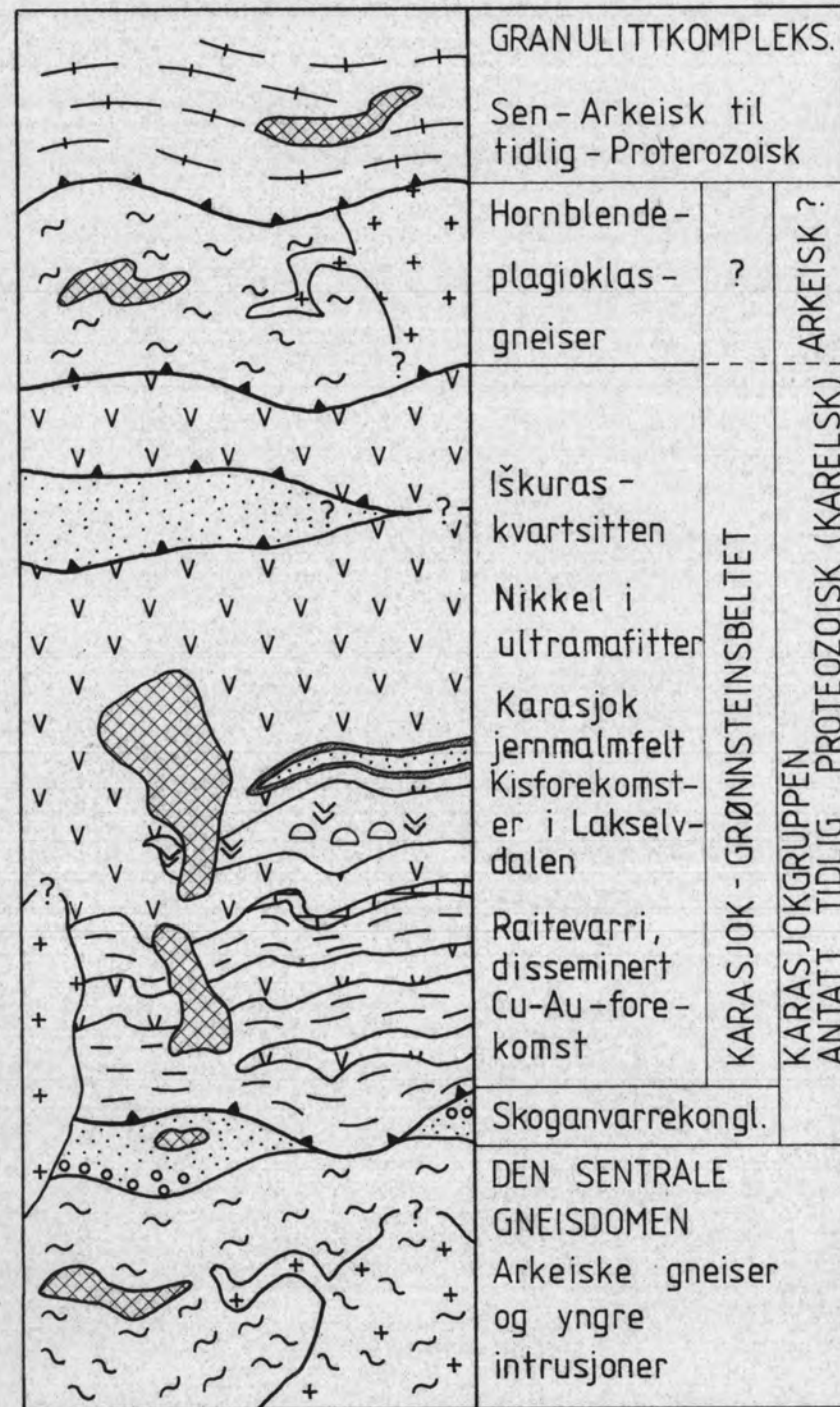 GRANULITTKOMPLEKS.
Sen-Arkeisk til
tidlig-Proterozoisk
Hornblende-
plagioklas-
gneiser
?
ARKEISK ?
?
Iškuras-
kvartsitten
?
?
Nikkel i
ultramafitter
Karasjok
jernmalmfelt
Kisforekomst-
er i Lakselv-
dalen
?
Raitevarri,
disseminert
Cu-Au-fore-
komst
KARASJOK-GRØNNSTEINSBELTET
KARASJOKGRUPPEN
ANTATT TIDLIG PROTEOZOISK (KARELSK)
Skoganvarrekongl.
DEN SENTRALE
GNEISDOMEN
?
Arkeiske gneiser
og yngre
intrusjoner